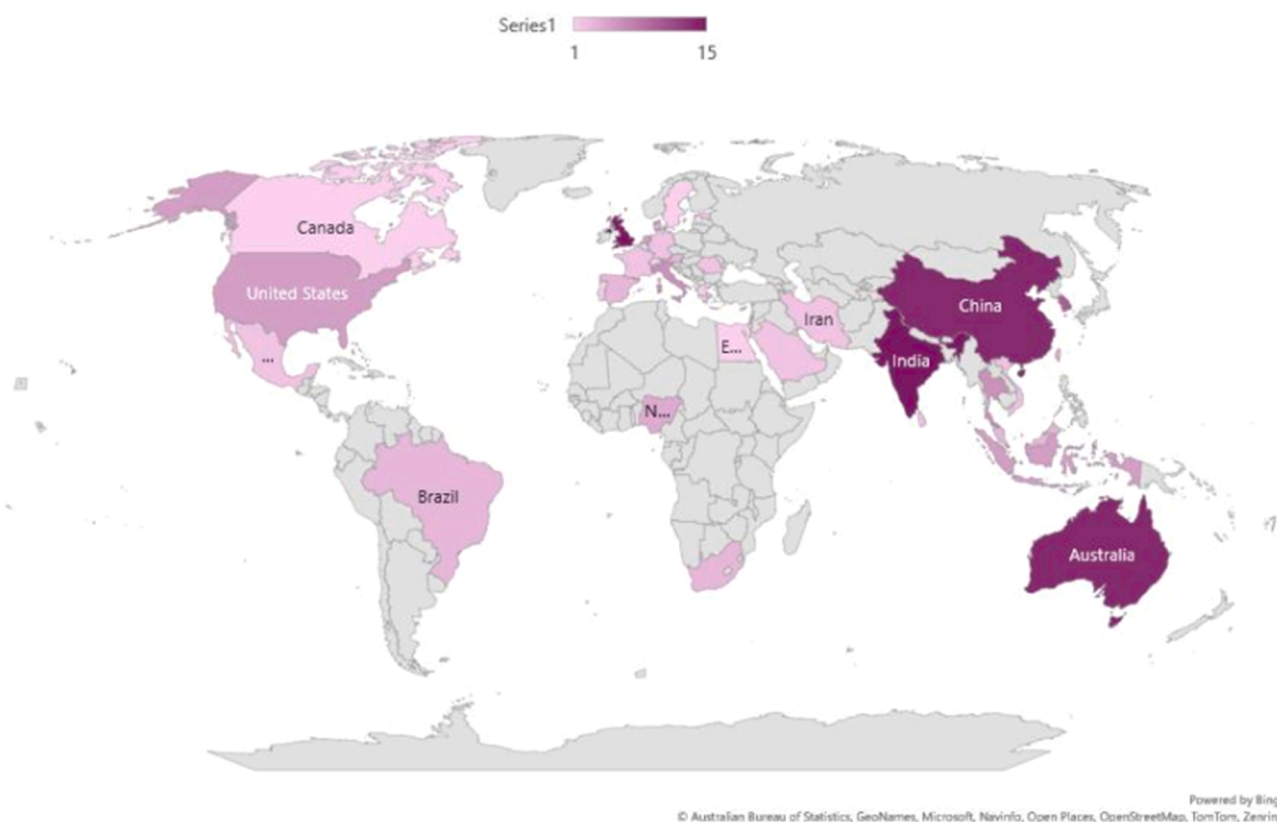 Series1
1 15
Canada
United States
...
Iran
China
E...
India
N...
Brazil
Australia
Powered by Bing
© Australian Bureau of Statistics, GeoNames, Microsoft, Navinfo, Open Places, OpenStreetMap, TomTom, Zenrin